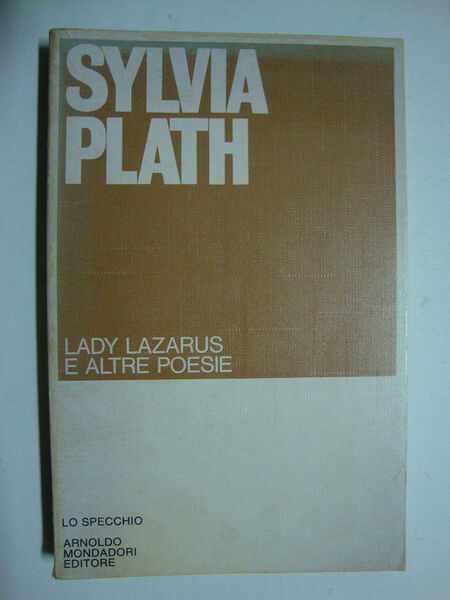 SYLVIA
PLATH
LADY LAZARUS
E ALTRE POESIE
LO SPECCHIO
ARNOLDO
MONDADORI
EDITORE